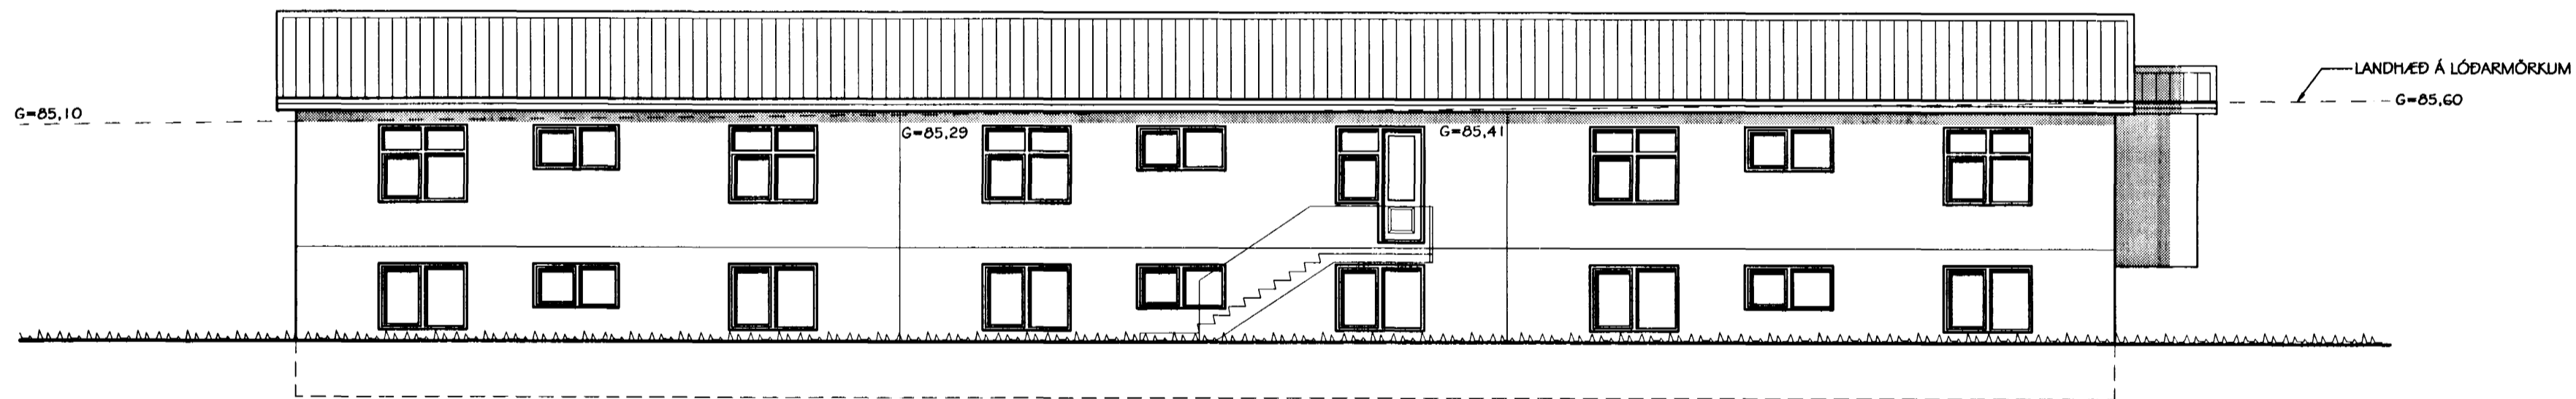 LANDHÆÐ Á LÓÐARMÖRKUM
G=85,60
G=85,10
G=85,29
G=85,41